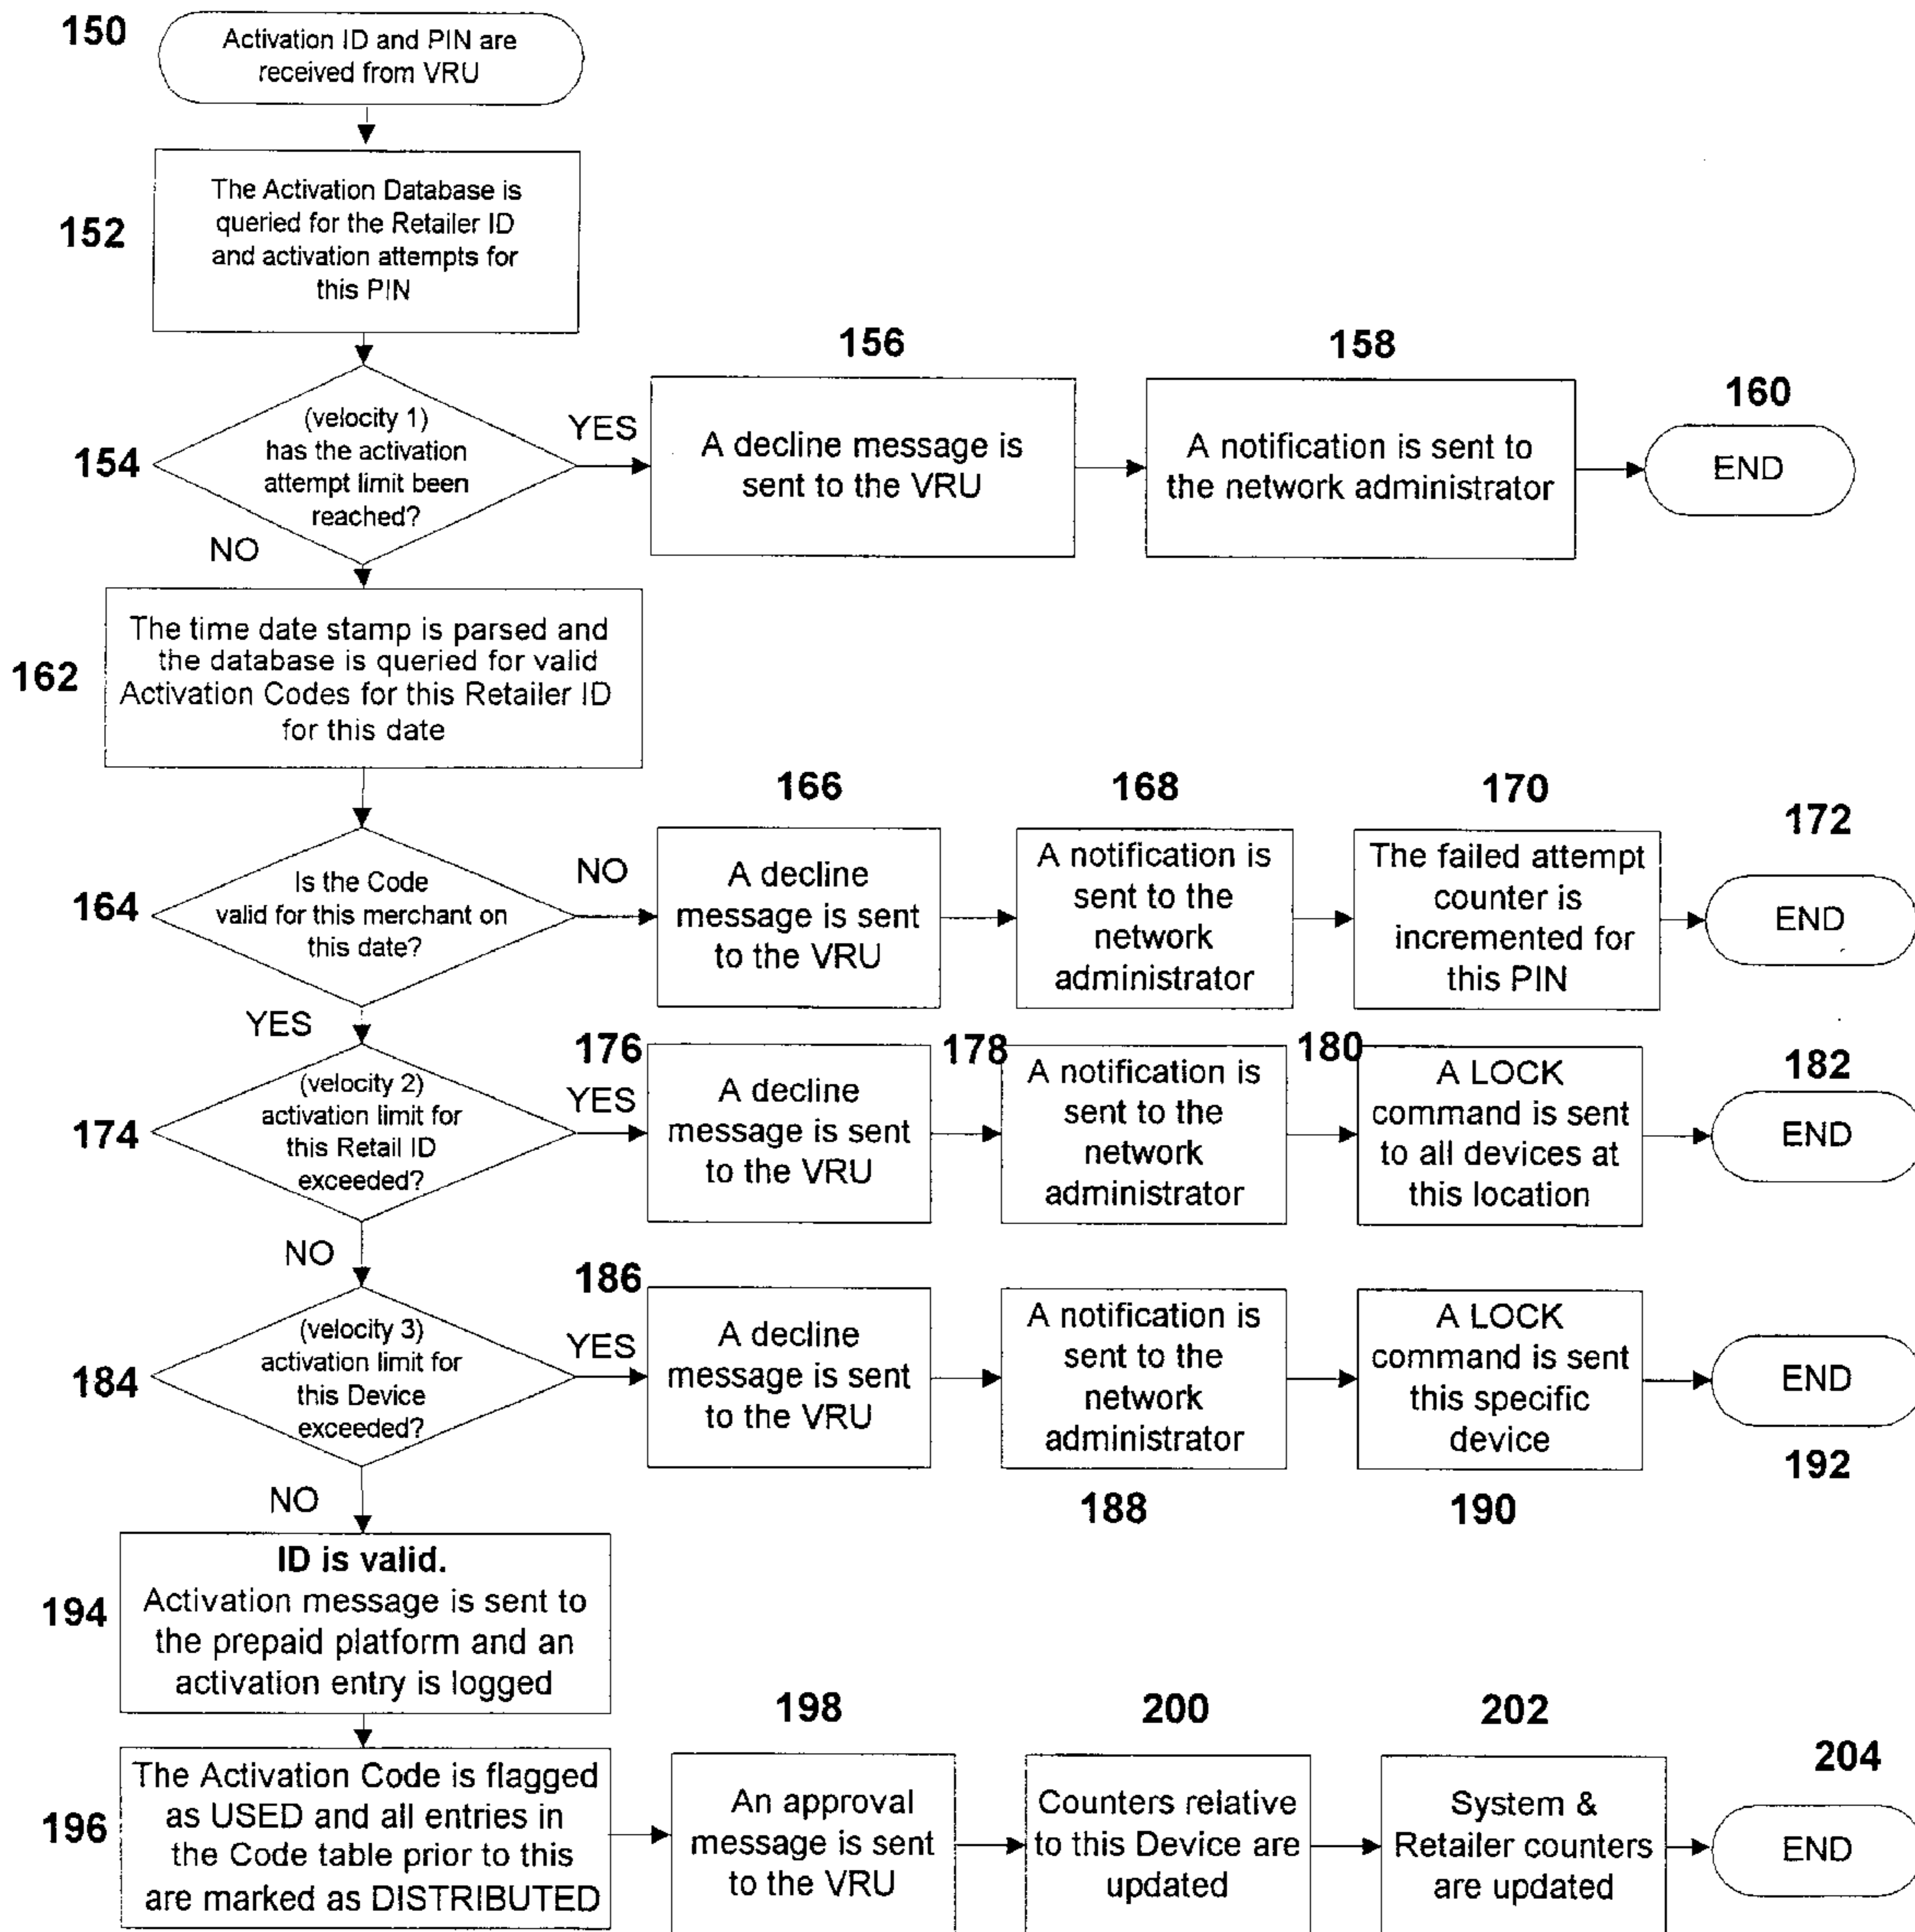 150
Activation ID and PIN are
received from VRU
152
The Activation Database is
queried for the Retailer ID
and activation attempts for
this PIN
154
(velocity 1)
has the activation
attempt limit been
reached?
YES
NO
156
A decline message is
sent to the VRU
158
A notification is sent to
the network administrator
160
END
162
The time date stamp is parsed and
the database is queried for valid
Activation Codes for this Retailer ID
for this date
164
Is the Code
valid for this merchant on
this date?
NO
YES
166
A decline
message is sent
to the VRU
168
A notification is
sent to the
network
administrator
170
The failed attempt
counter is
incremented for
this PIN
172
END
174
(velocity 2)
activation limit for
this Retail ID
exceeded?
YES
NO
176
A decline
message is sent
to the VRU
178
A notification is
sent to the
network
administrator
180
A LOCK
command is sent
to all devices at
this location
182
END
184
(velocity 3)
activation limit for
this Device
exceeded?
YES
NO
186
A decline
message is sent
to the VRU
A notification is
sent to the
network
administrator
188
A LOCK
command is sent
this specific
device
190
END
192
194
ID is valid.
Activation message is sent to
the prepaid platform and an
activation entry is logged
196
The Activation Code is flagged
as USED and all entries in
the Code table prior to this
are marked as DISTRIBUTED
198
An approval
message is sent
to the VRU
200
Counters relative
to this Device are
updated
202
System &
Retailer counters
are updated
204
END